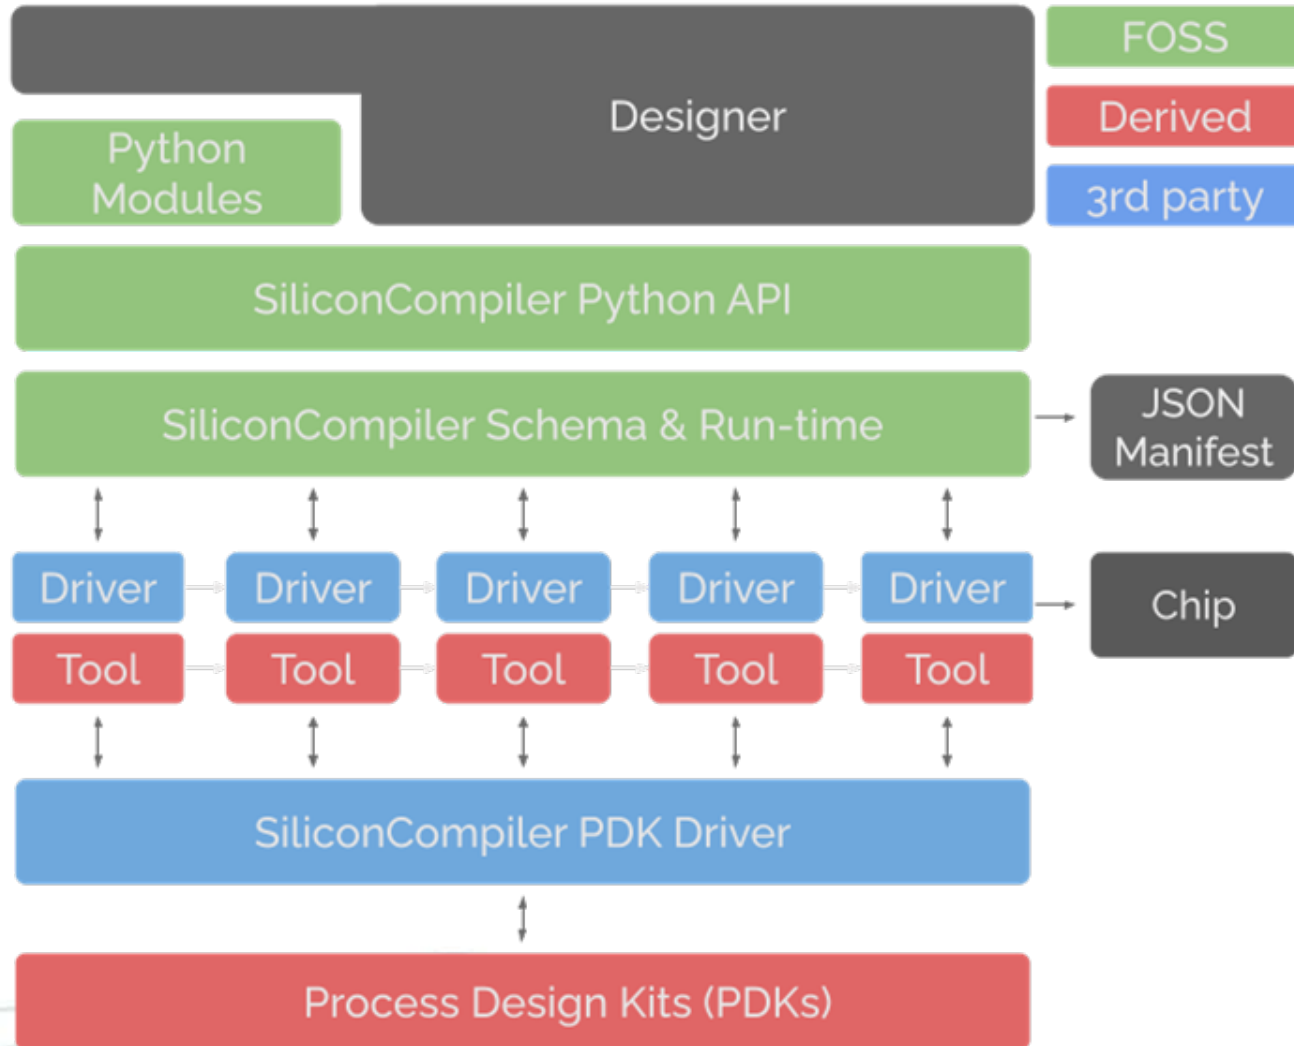 Designer
FOSS
Derived
3rd party
Python
Modules
SiliconCompiler Python API
SiliconCompiler Schema & Run-time
JSON
Manifest
Driver
Driver
Driver
Driver
Driver
Chip
Tool
Tool
Tool
Tool
Tool
SiliconCompiler PDK Driver
Process Design Kits (PDKs)